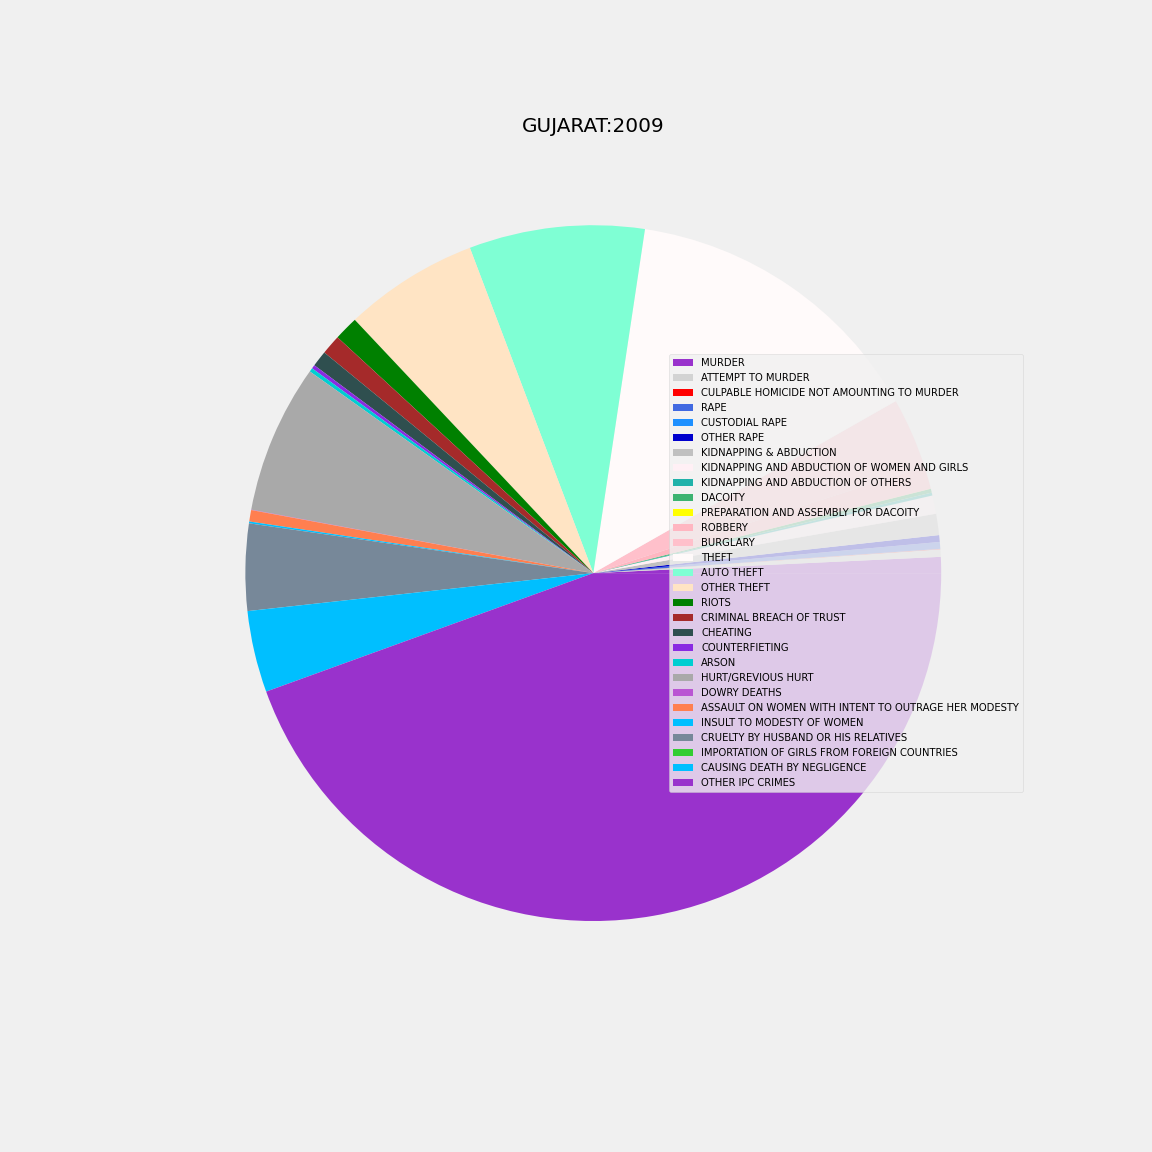 GUJARAT:2009
MURDER
ATTEMPT TO MURDER
CULPABLE HOMICIDE NOT AMOUNTING TO MURDER
RAPE
CUSTODIAL RAPE
OTHER RAPE
KIDNAPPING & ABDUCTION
KIDNAPPING AND ABDUCTION OF WOMEN AND GIRLS
KIDNAPPING AND ABDUCTION OF OTHERS
DACOITY
PREPARATION AND ASSEMBLY FOR DACOITY
ROBBERY
BURGLARY
THEFT
AUTO THEFT
OTHER THEFT
RIOTS
CRIMINAL BREACH OF TRUST
CHEATING
COUNTERFIETING
ARSON
HURT/GREVIOUS HURT
DOWRY DEATHS
ASSAULT ON WOMEN WITH INTENT TO OUTRAGE HER MODESTY
INSULT TO MODESTY OF WOMEN
CRUELTY BY HUSBAND OR HIS RELATIVES
IMPORTATION OF GIRLS FROM FOREIGN COUNTRIES
CAUSING DEATH BY NEGLIGENCE
OTHER IPC CRIMES